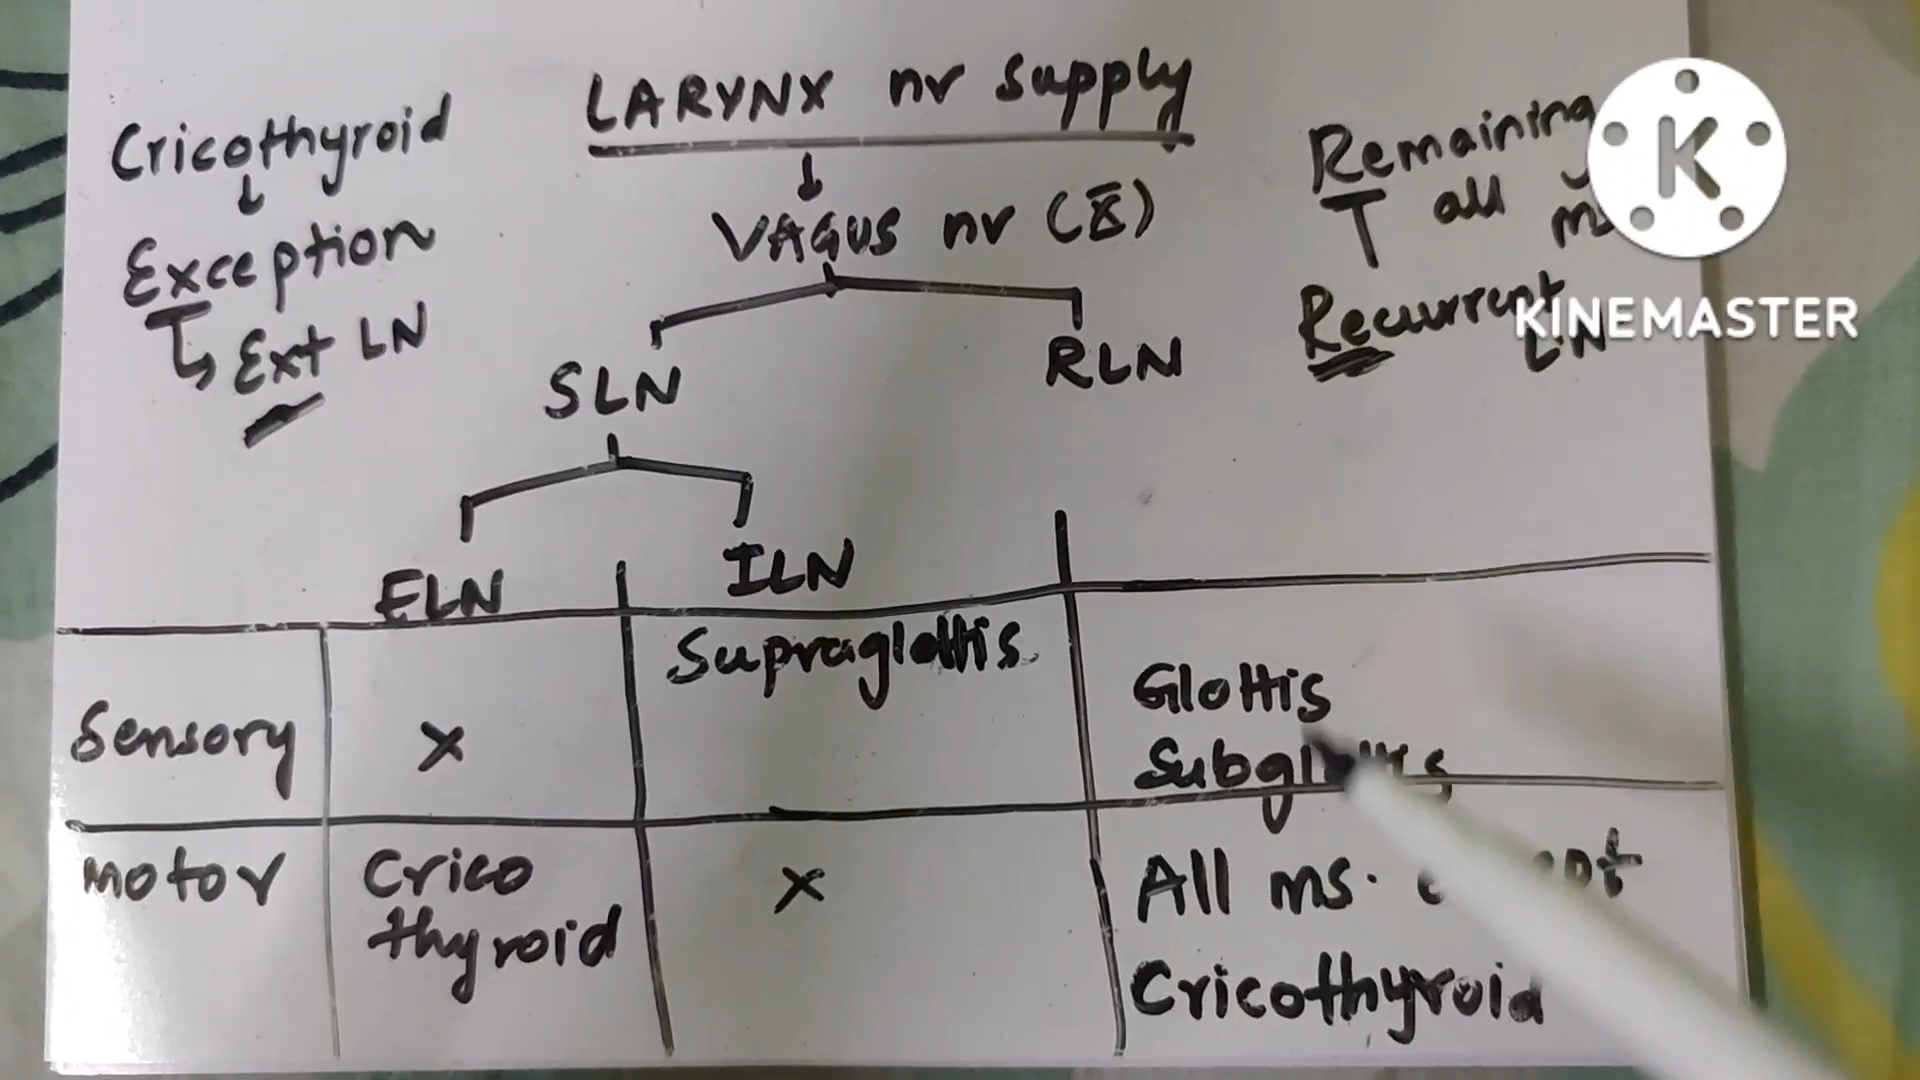 LARYNX nv supply
VAGUS nv (X)
SLN
RLN
ELN
ILN
Cricothyroid
Exception
Ext LN
Remaining
all
Recurrent
LN
K
KINEMASTER
Supraglottis
Glottis
Sensory
x
Motor
Crico
thyroid
x
All ms.
Cricothyroid